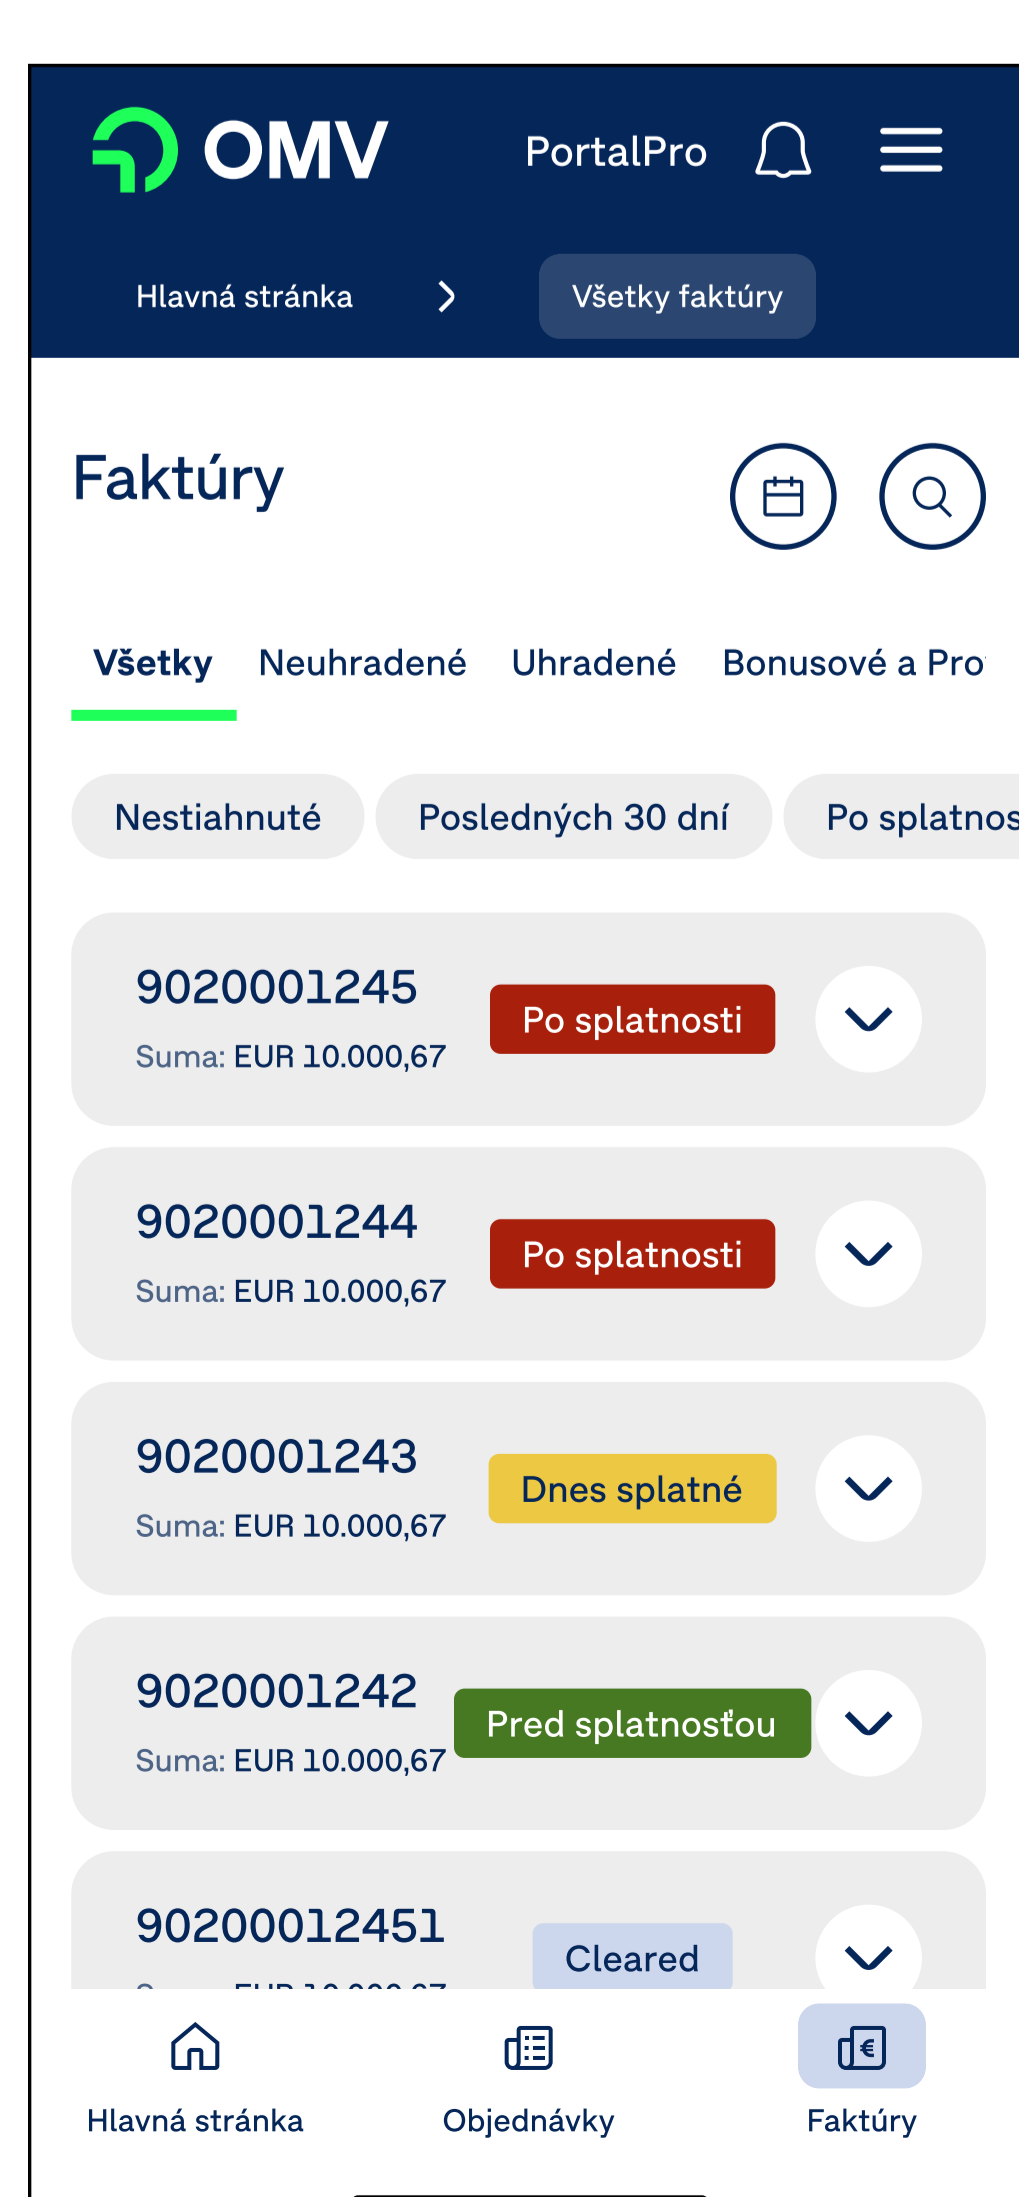 OMV PortalPro
Hlavná stránka Všetky faktúry
Faktúry
Všetky Neuhradené Uhradené Bonusové a Pro
Nestiahnuté Posledných 30 dní Po splatnos
9020001245
Po splatnosti
Suma: EUR 10.000,67
9020001244
Po splatnosti
Suma: EUR 10.000,67
9020001243
Dnes splatné
Suma: EUR 10.000,67
9020001242
Pred splatnosťou
Suma: EUR 10.000,67
90200012451
Cleared
Hlavná stránka Objednávky Faktúry